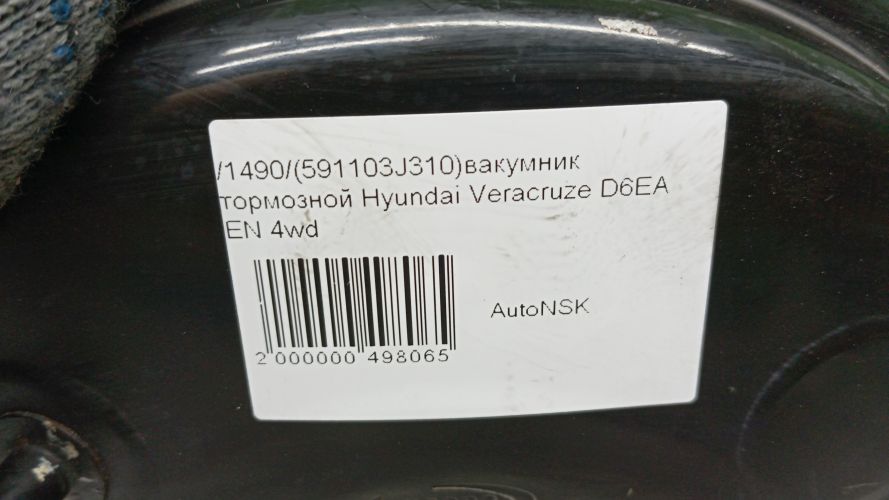 /1490/(591103J310)вакумник
тормозной Hyundai Veracruze D6EA
EN 4wd
AutoNSK
2 000000 498065